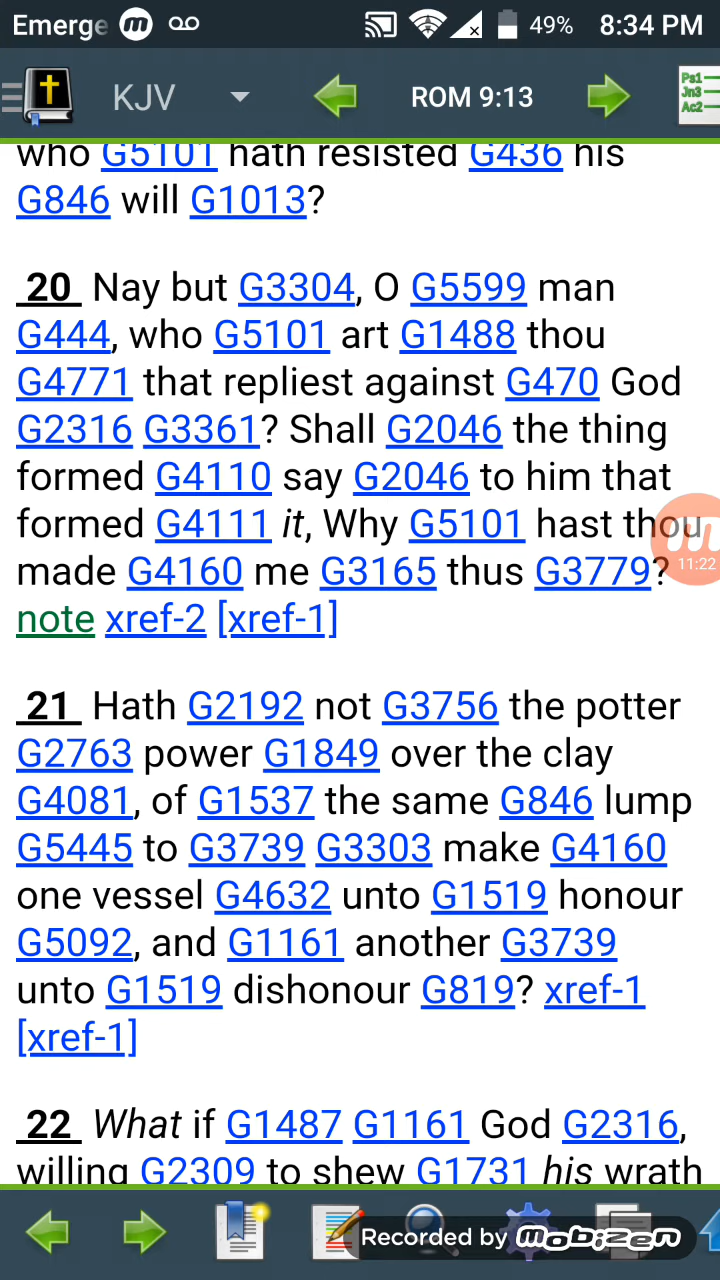 Emerge 49% 8:34 PM
KJV ROM 9:13 Ps1 Jn3 Ac2
who G5101 hath resisted G436 his
G846 will G1013?
20 Nay but G3304, O G5599 man
G444, who G5101 art G1488 thou
G4771 that repliest against G470 God
G2316 G3361? Shall G2046 the thing
formed G4110 say G2046 to him that
formed G4111 it, Why G5101 hast thou
made G4160 me G3165 thus G3779?
11:22
note xref-2 [xref-1]
21 Hath G2192 not G3756 the potter
G2763 power G1849 over the clay
G4081, of G1537 the same G846 lump
G5445 to G3739 G3303 make G4160
one vessel G4632 unto G1519 honour
G5092, and G1161 another G3739
unto G1519 dishonour G819? xref-1
[xref-1]
22 What if G1487 G1161 God G2316,
willing G2309 to shew G1731 his wrath
Recorded by mobizen